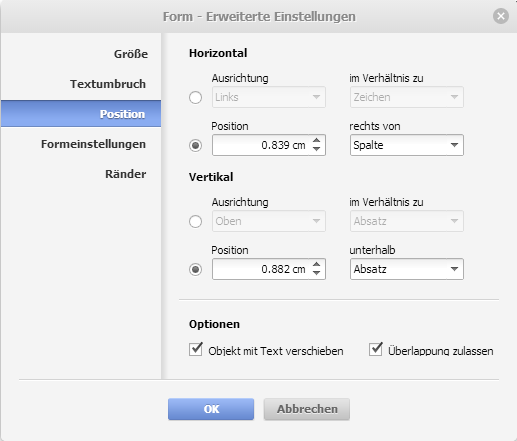 Form - Erweiterte Einstellungen
Größe
Textumbruch
Position
Formeinstellungen
Ränder
Horizontal
Ausrichtung im Verhältnis zu
Links Zeichen
Position rechts von
0.839 cm Spalte
Vertikal
Ausrichtung im Verhältnis zu
Oben Absatz
Position unterhalb
0.882 cm Absatz
Optionen
Objekt mit Text verschieben Überlappung zulassen
OK Abbrechen